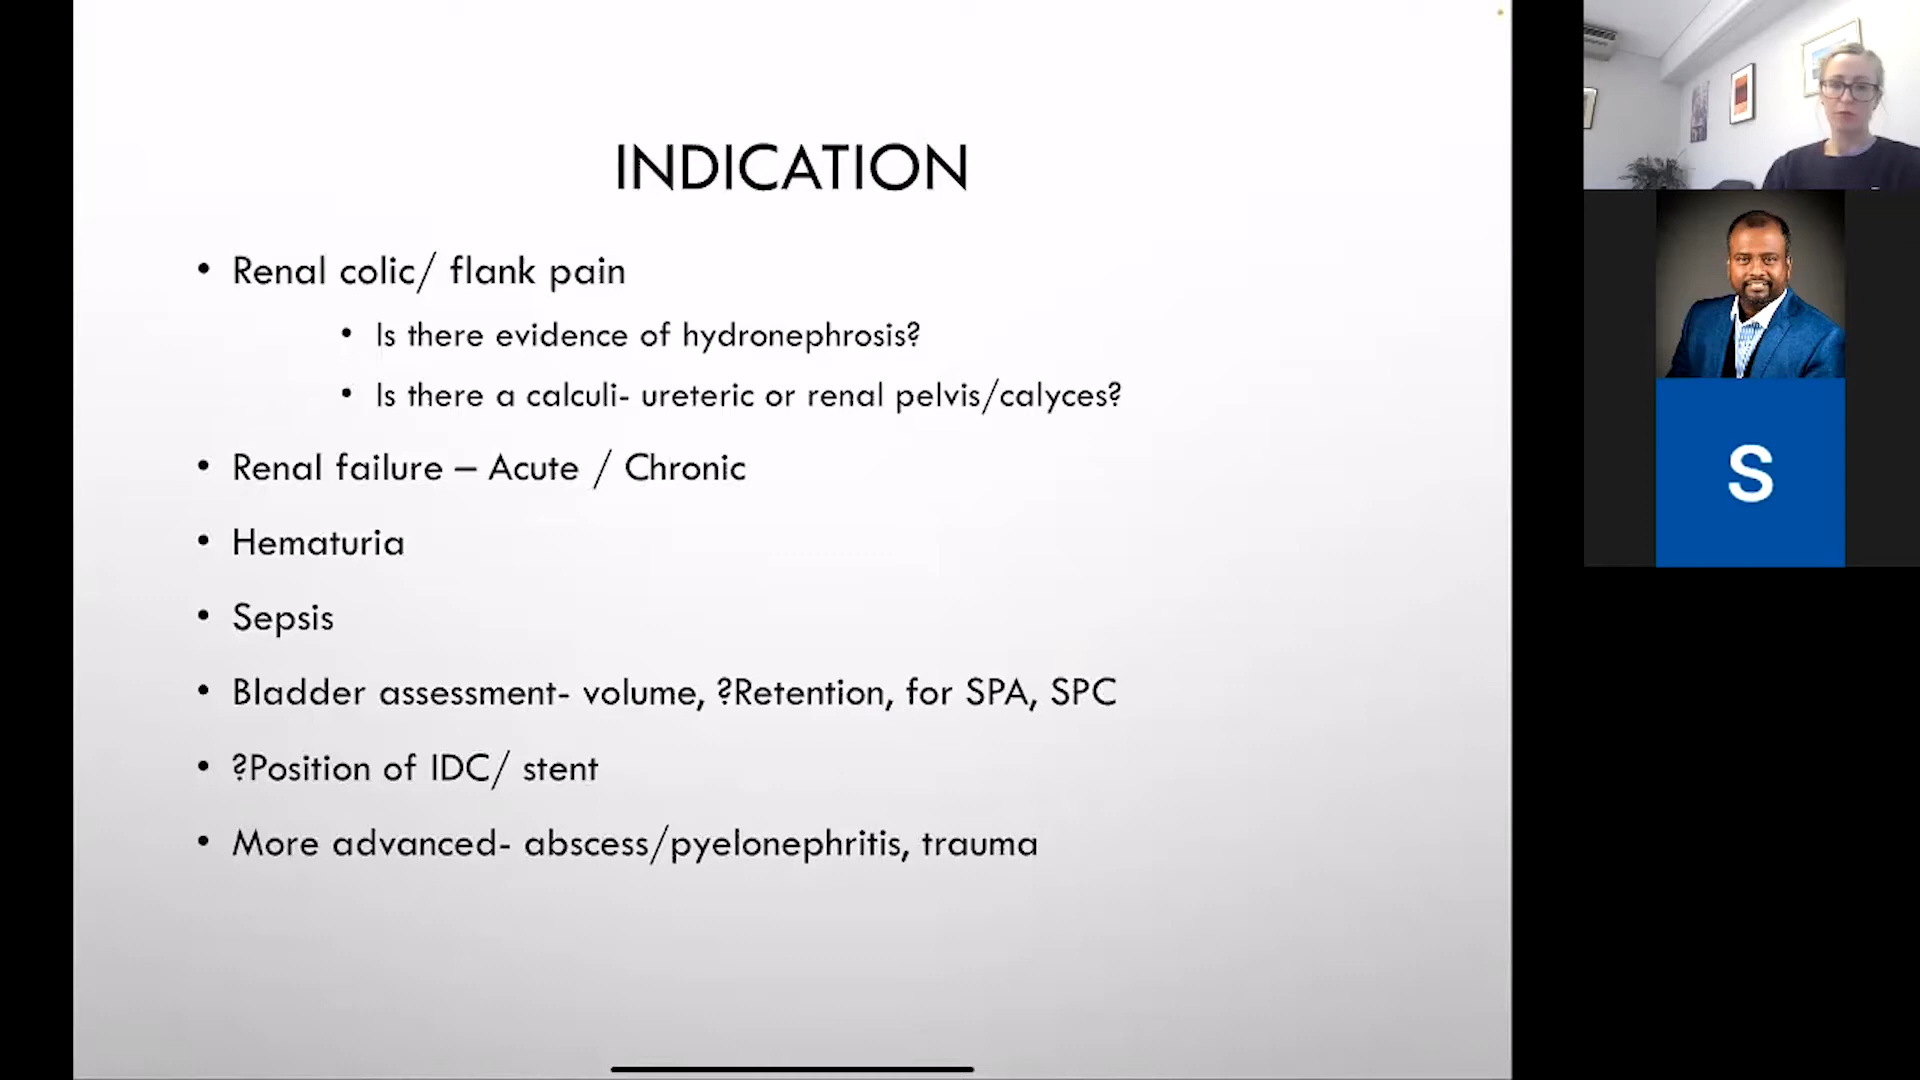 INDICATION
• Renal colic/ flank pain
• Is there evidence of hydronephrosis?
• Is there a calculi- ureteric or renal pelvis/calyces?
• Renal failure – Acute / Chronic
• Hematuria
• Sepsis
• Bladder assessment- volume, ?Retention, for SPA, SPC
• ?Position of IDC/ stent
• More advanced- abscess/pyelonephritis, trauma
S